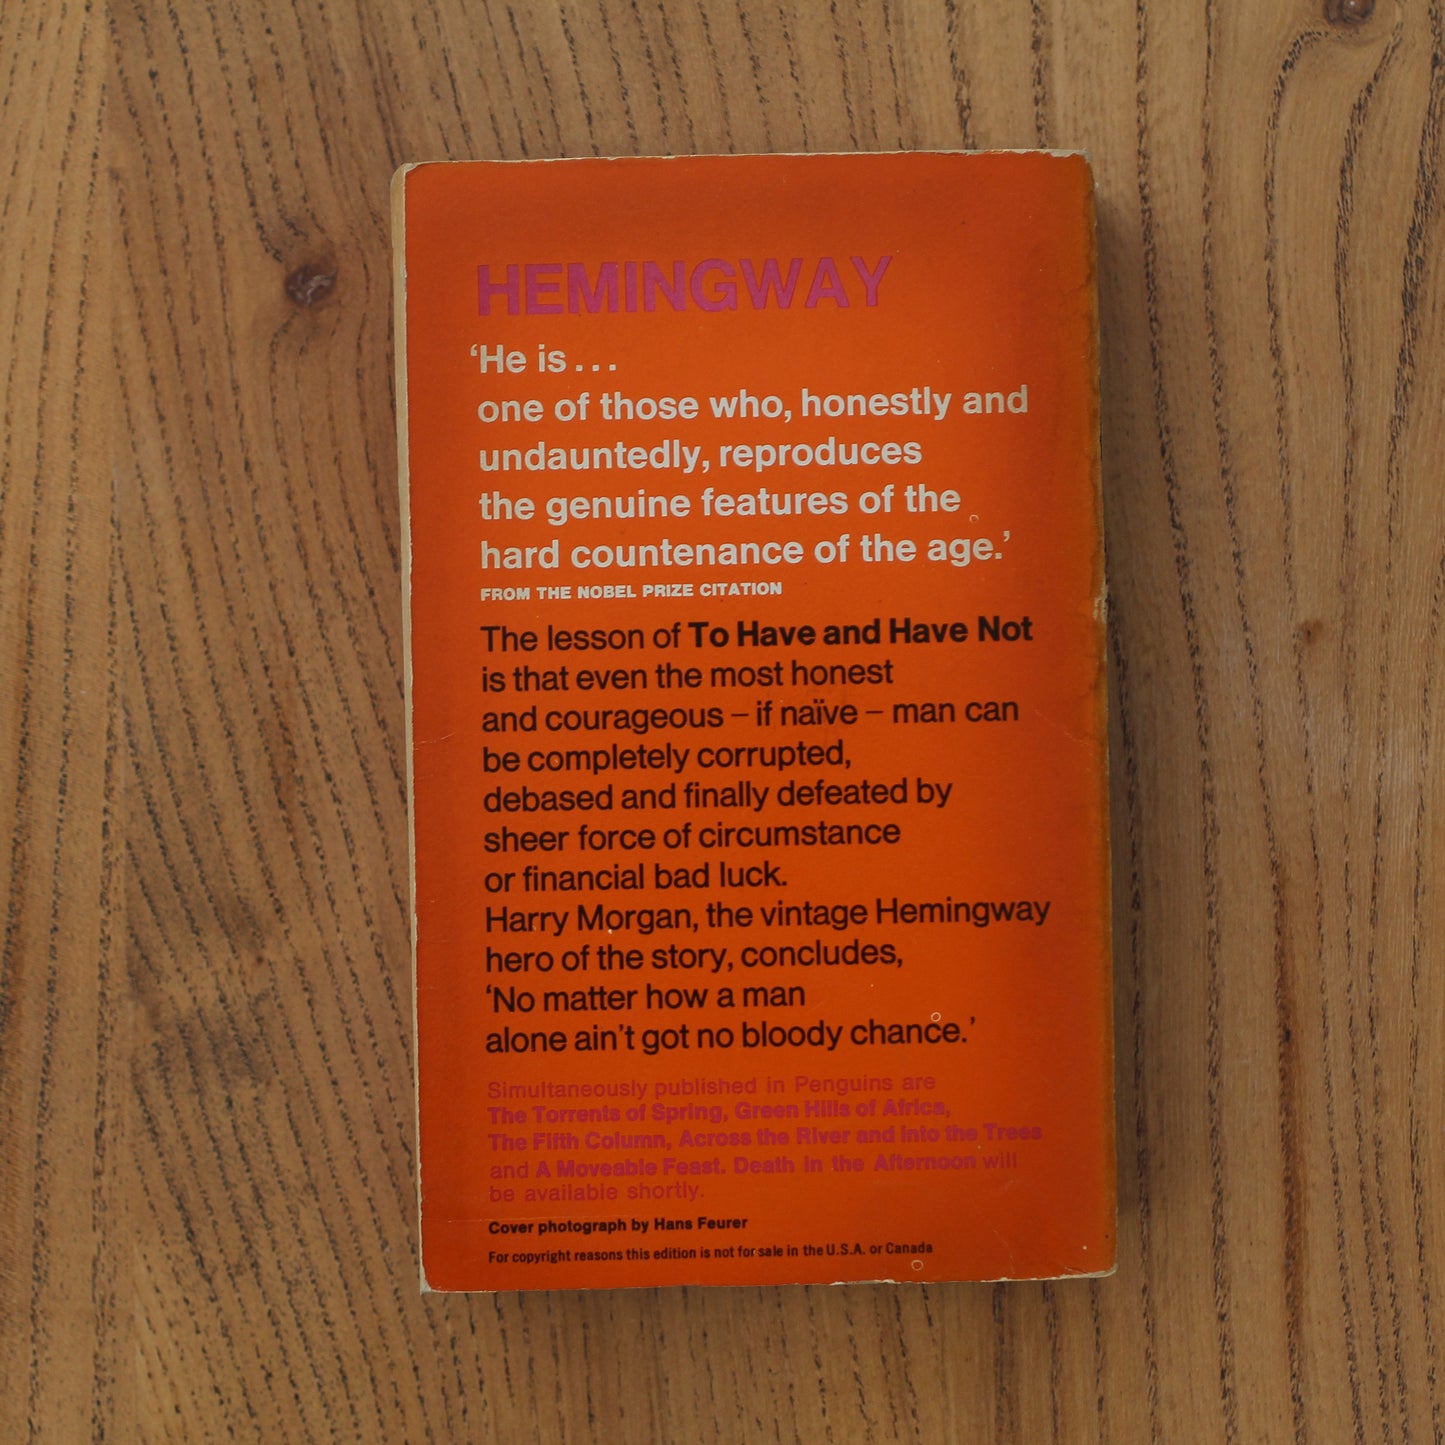 HEMINGWAY
‘He is...
one of those who, honestly and
undauntedly, reproduces
the genuine features of the
hard countenance of the age.’
FROM THE NOBEL PRIZE CITATION
The lesson of To Have and Have Not
is that even the most honest
and courageous – if naïve – man can
be completely corrupted,
debased and finally defeated by
sheer force of circumstance
or financial bad luck.
Harry Morgan, the vintage Hemingway
hero of the story, concludes,
‘No matter how a man
alone ain't got no bloody chance.’
Simultaneously published in Penguins are
The Torrents of Spring, Green Hills of Africa,
The Fifth Column, Across the River and into the Trees
and A Moveable Feast. Death in the Afternoon will
be available shortly.
Cover photograph by Hans Feurer
For copyright reasons this edition is not for sale in the U.S.A. or Canada